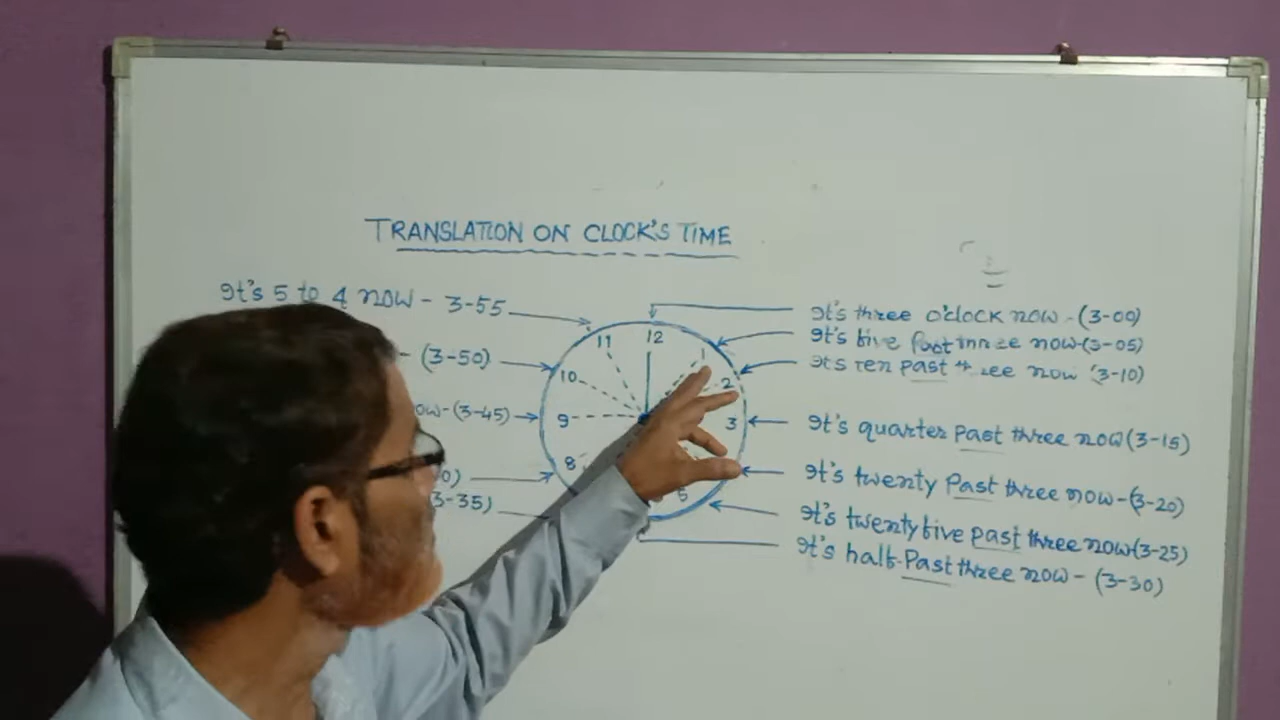 TRANSLATION ON CLOCK'S TIME
It's 5 to 4 now - 3-55
- (3-50)
ow-(3-45)
0)
3-35)
It's three o'clock now - (3-00)
It's five Past three now-(3-05)
It's Ten past three now (3-10)
It's quarter Past three now (3-15)
It's twenty Past three now-(3-20)
It's twenty five past three now (3-25)
It's half-Past three now - (3-30)
12
11
1
10
2
9
3
8
5